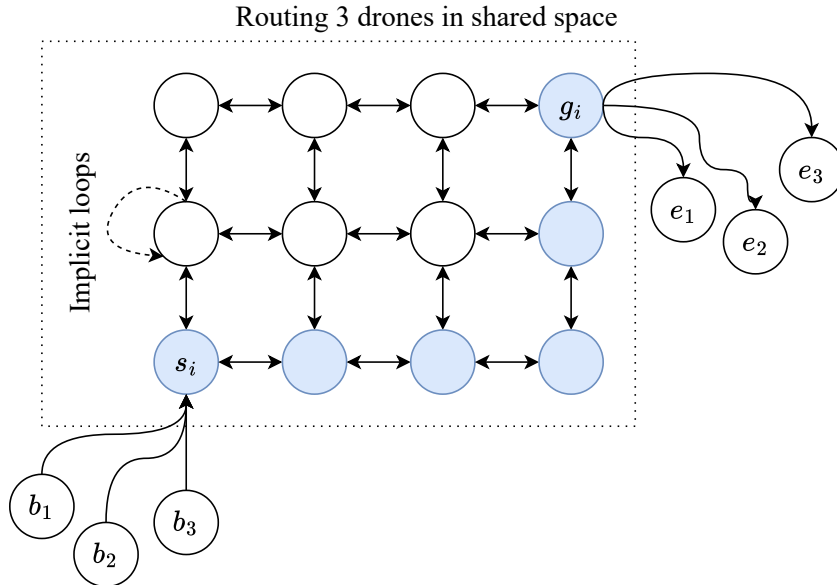 Routing 3 drones in shared space
g_i
Implicit loops
e_3
e_1
e_2
s_i
b_1
b_2
b_3